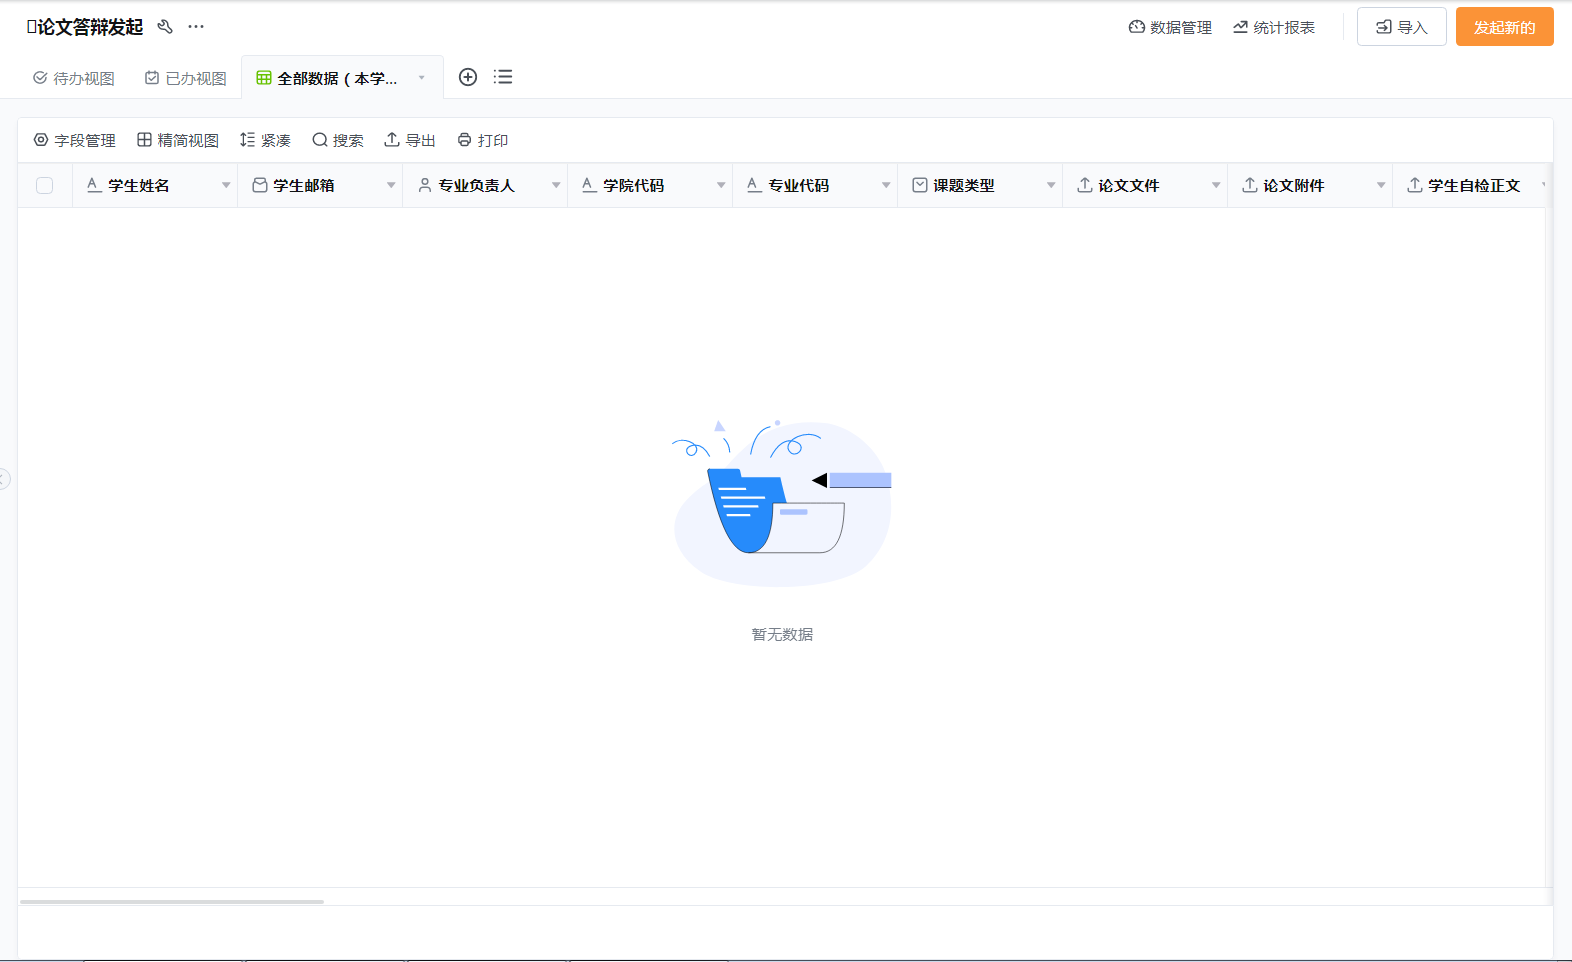 论文答辩发起
数据管理 统计报表 导入 发起新的
待办视图 已办视图 全部数据（本学...
字段管理 精简视图 紧凑 搜索 导出 打印
学生姓名 学生邮箱 专业负责人 学院代码 专业代码 课题类型 论文文件 论文附件 学生自检正文
暂无数据